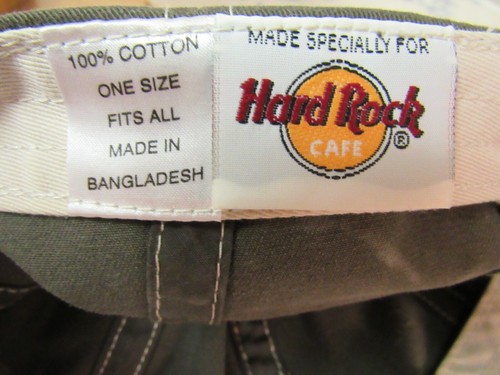 100% COTTON
ONE SIZE
FITS ALL
MADE IN
BANGLADESH
MADE SPECIALLY FOR
Hard Rock
CAFE
®